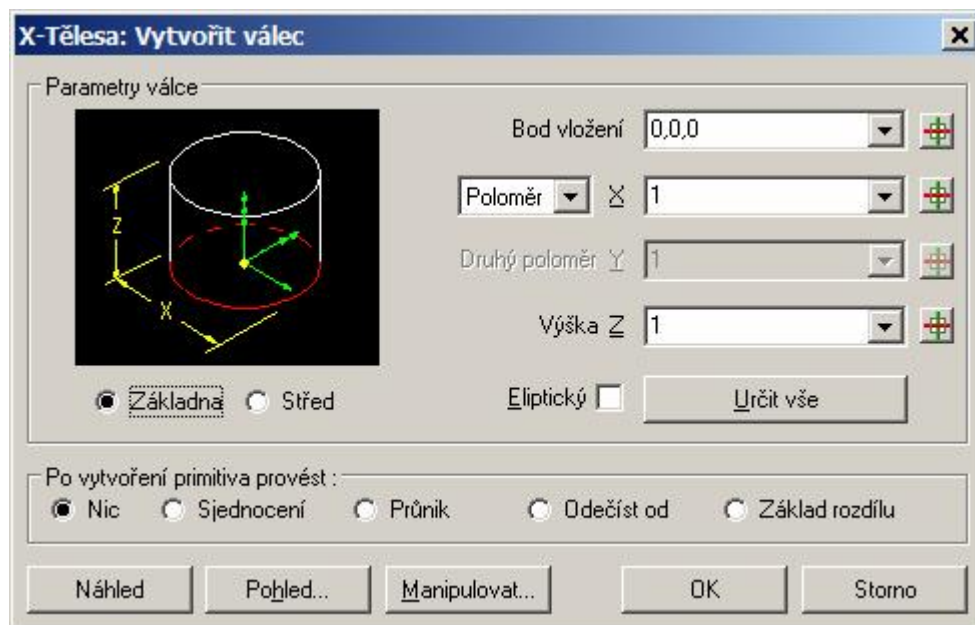 X-Tělesa: Vytvořit válec
Parametry válce
Bod vložení 0,0,0
Poloměr X 1
Druhý poloměr Y 1
Výška Z 1
Z
X
Základna Střed
Eliptický Určit vše
Po vytvoření primitiva provést :
Nic Sjednocení Průnik Odečíst od Základ rozdílu
Náhled Pohled... Manipulovat... OK Storno